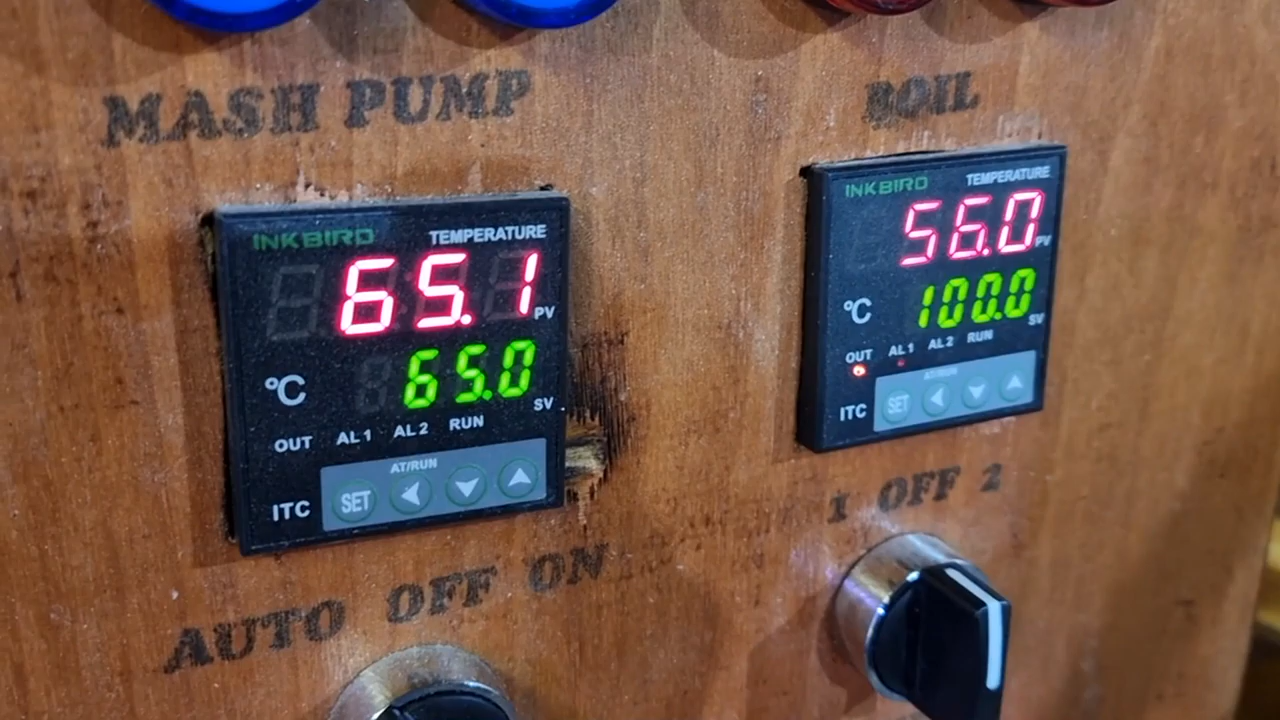 MASH PUMP
BOIL
INKBIRD TEMPERATURE
65.1 PV
°C 65.0 SV
OUT AL1 AL2 RUN
AT/RUN
ITC SET
AUTO OFF ON
INKBIRD TEMPERATURE
56.0 PV
°C 100.0 SV
OUT AL1 AL2 RUN
AT/RUN
ITC SET
1 OFF 2